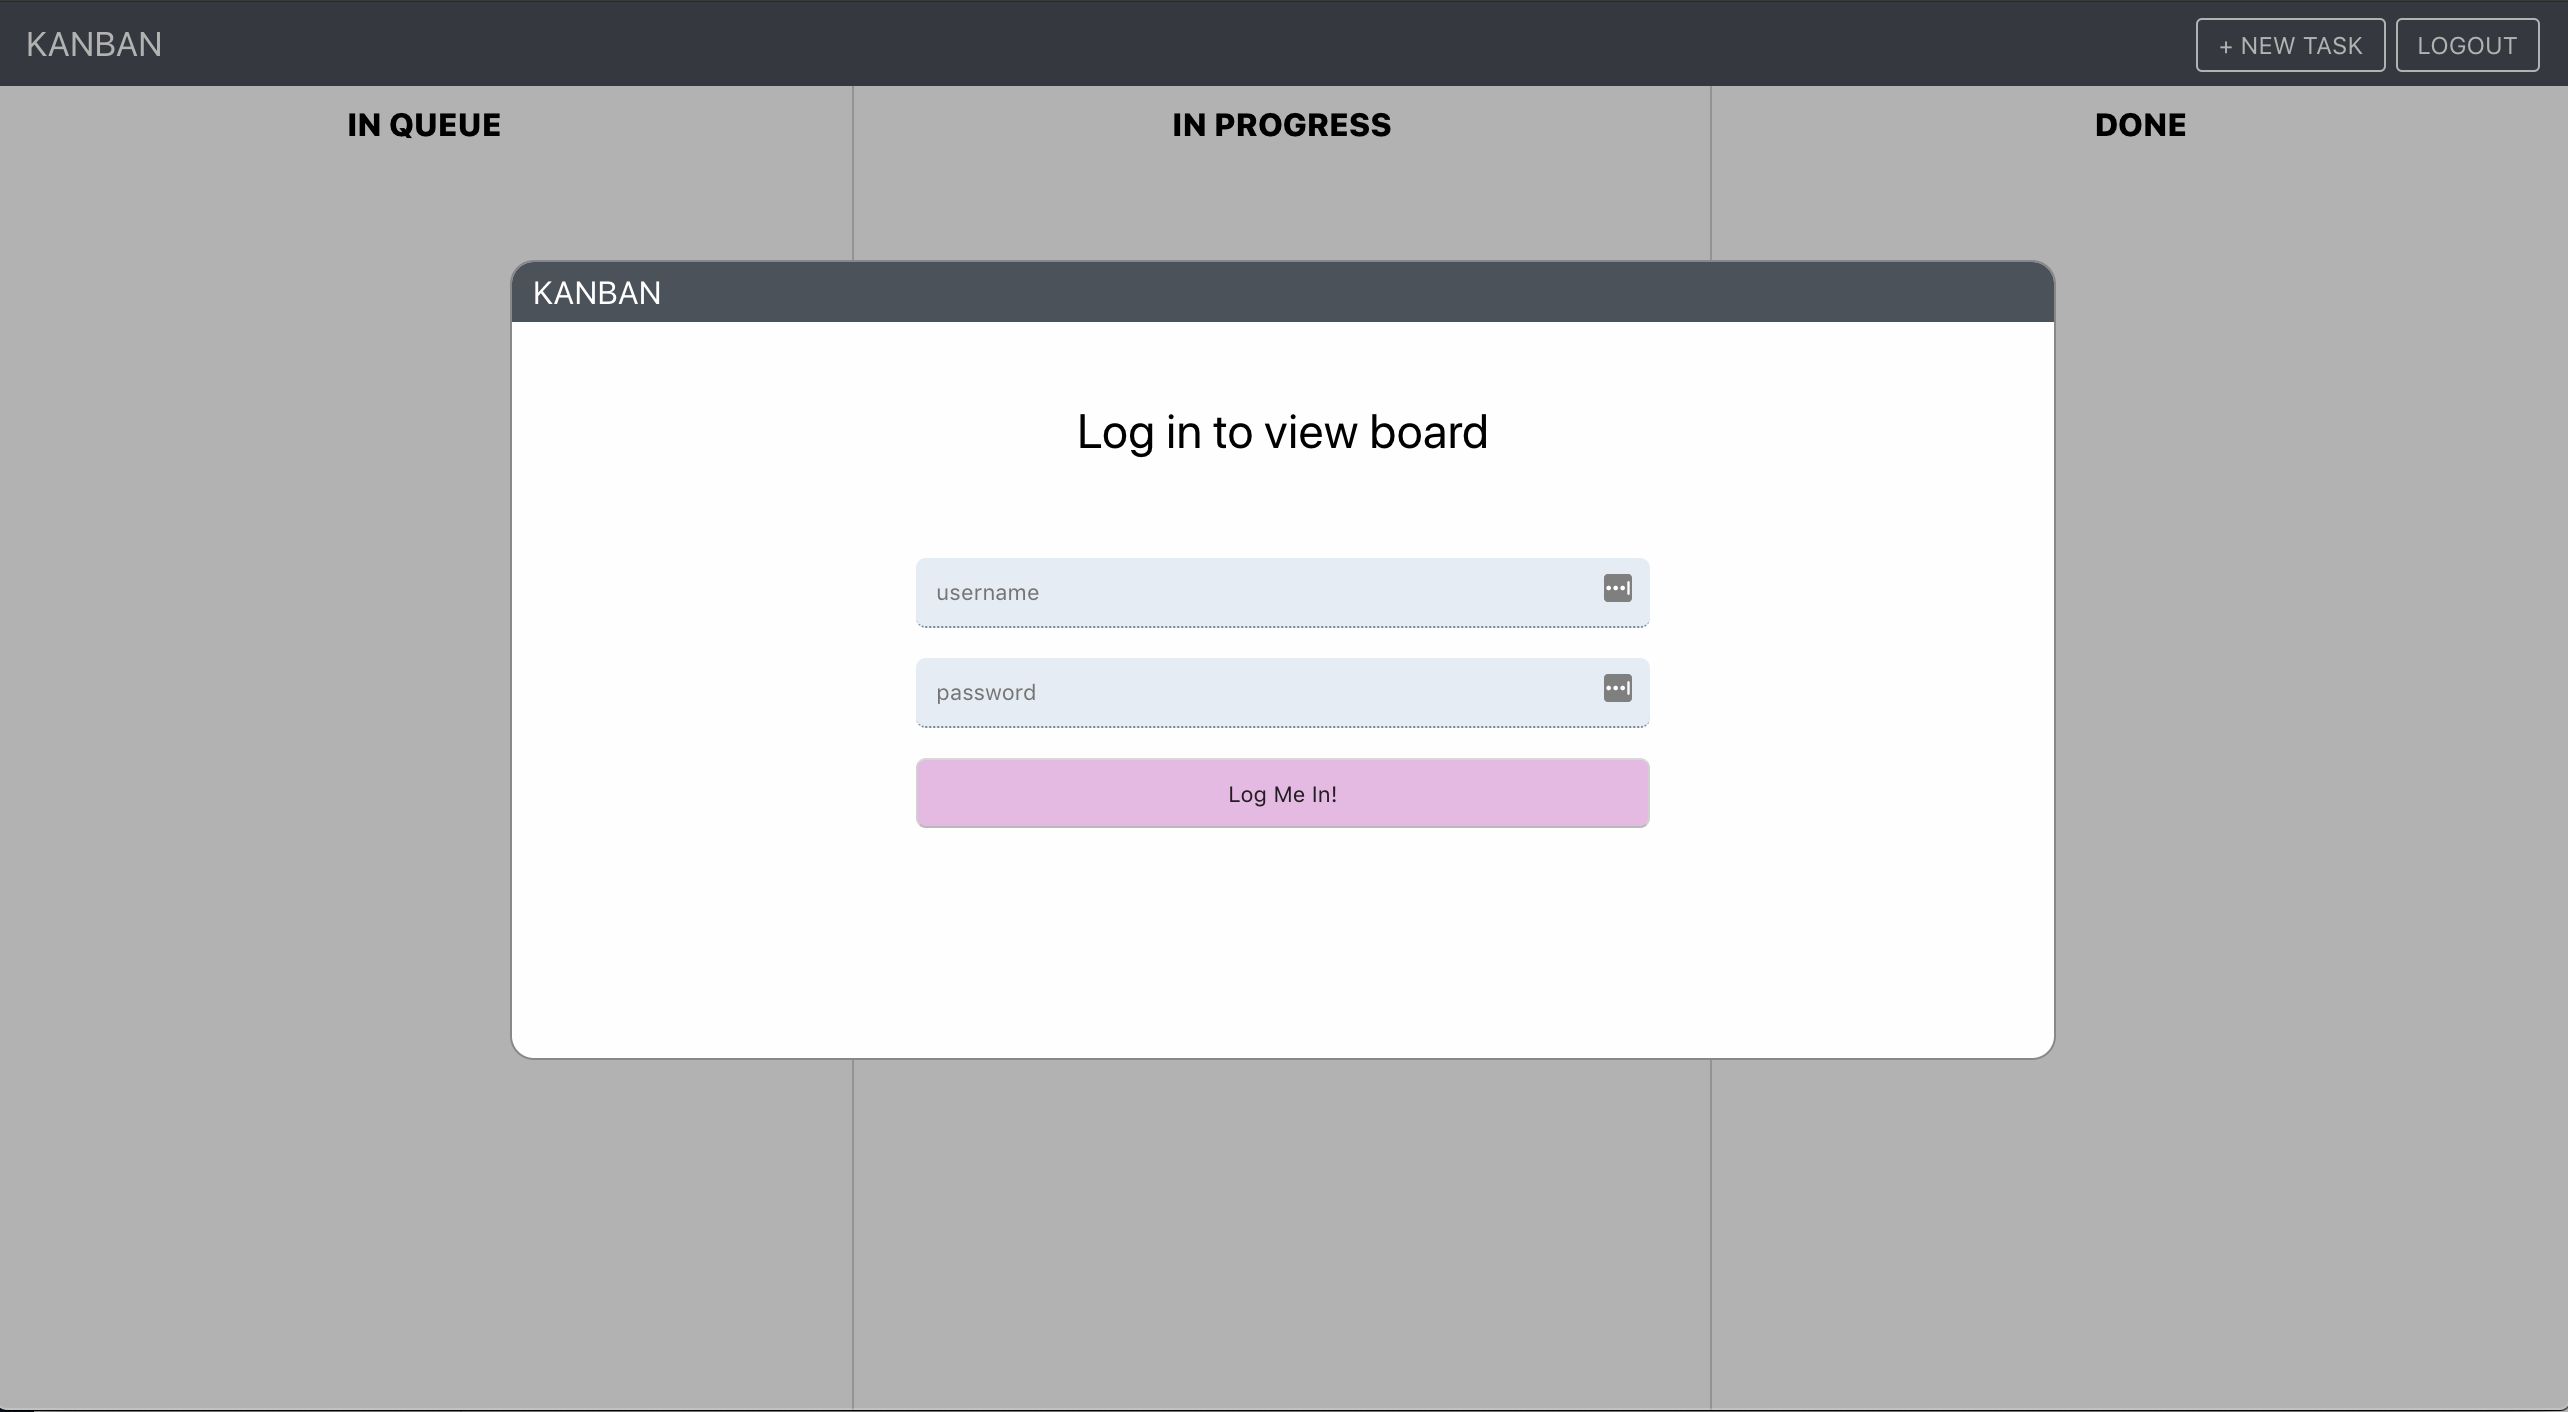 KANBAN
+ NEW TASK
LOGOUT
IN QUEUE
IN PROGRESS
DONE
KANBAN
Log in to view board
username
password
Log Me In!